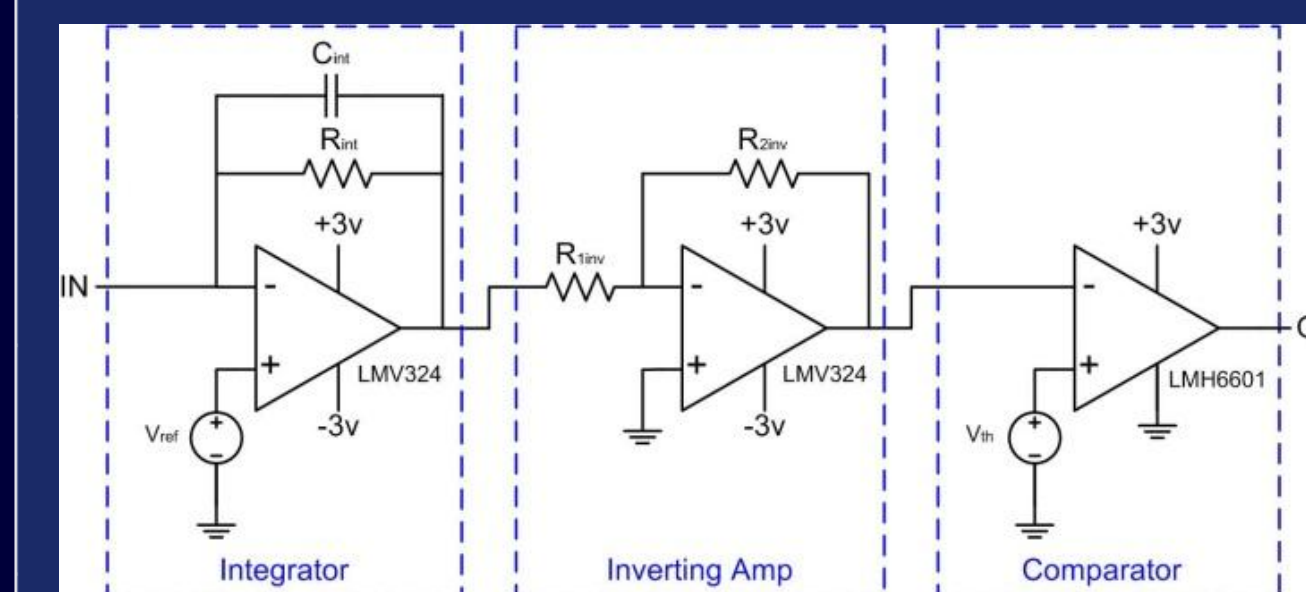 Cint
Rint
+3v
IN
-
+
LMV324
-3v
Vref
+
-
Integrator
R2inv
+3v
R1inv
-
+
LMV324
-3v
Inverting Amp
+3v
-
+
LMH6601
Vth
+
-
Comparator